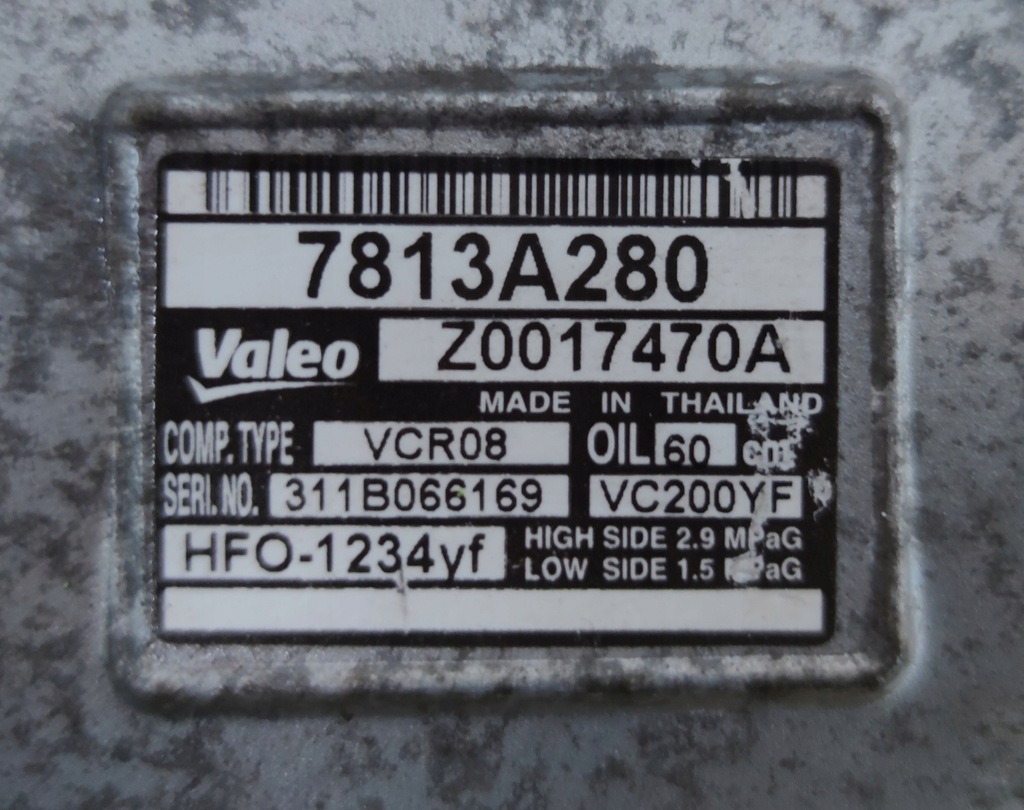 7813A280
Valeo Z0017470A
MADE IN THAILAND
COMP. TYPE VCR08 OIL 60
SERI. NO. 311B066169 VC200YF
HFO-1234yf HIGH SIDE 2.9 MPaG
LOW SIDE 1.5 MPaG